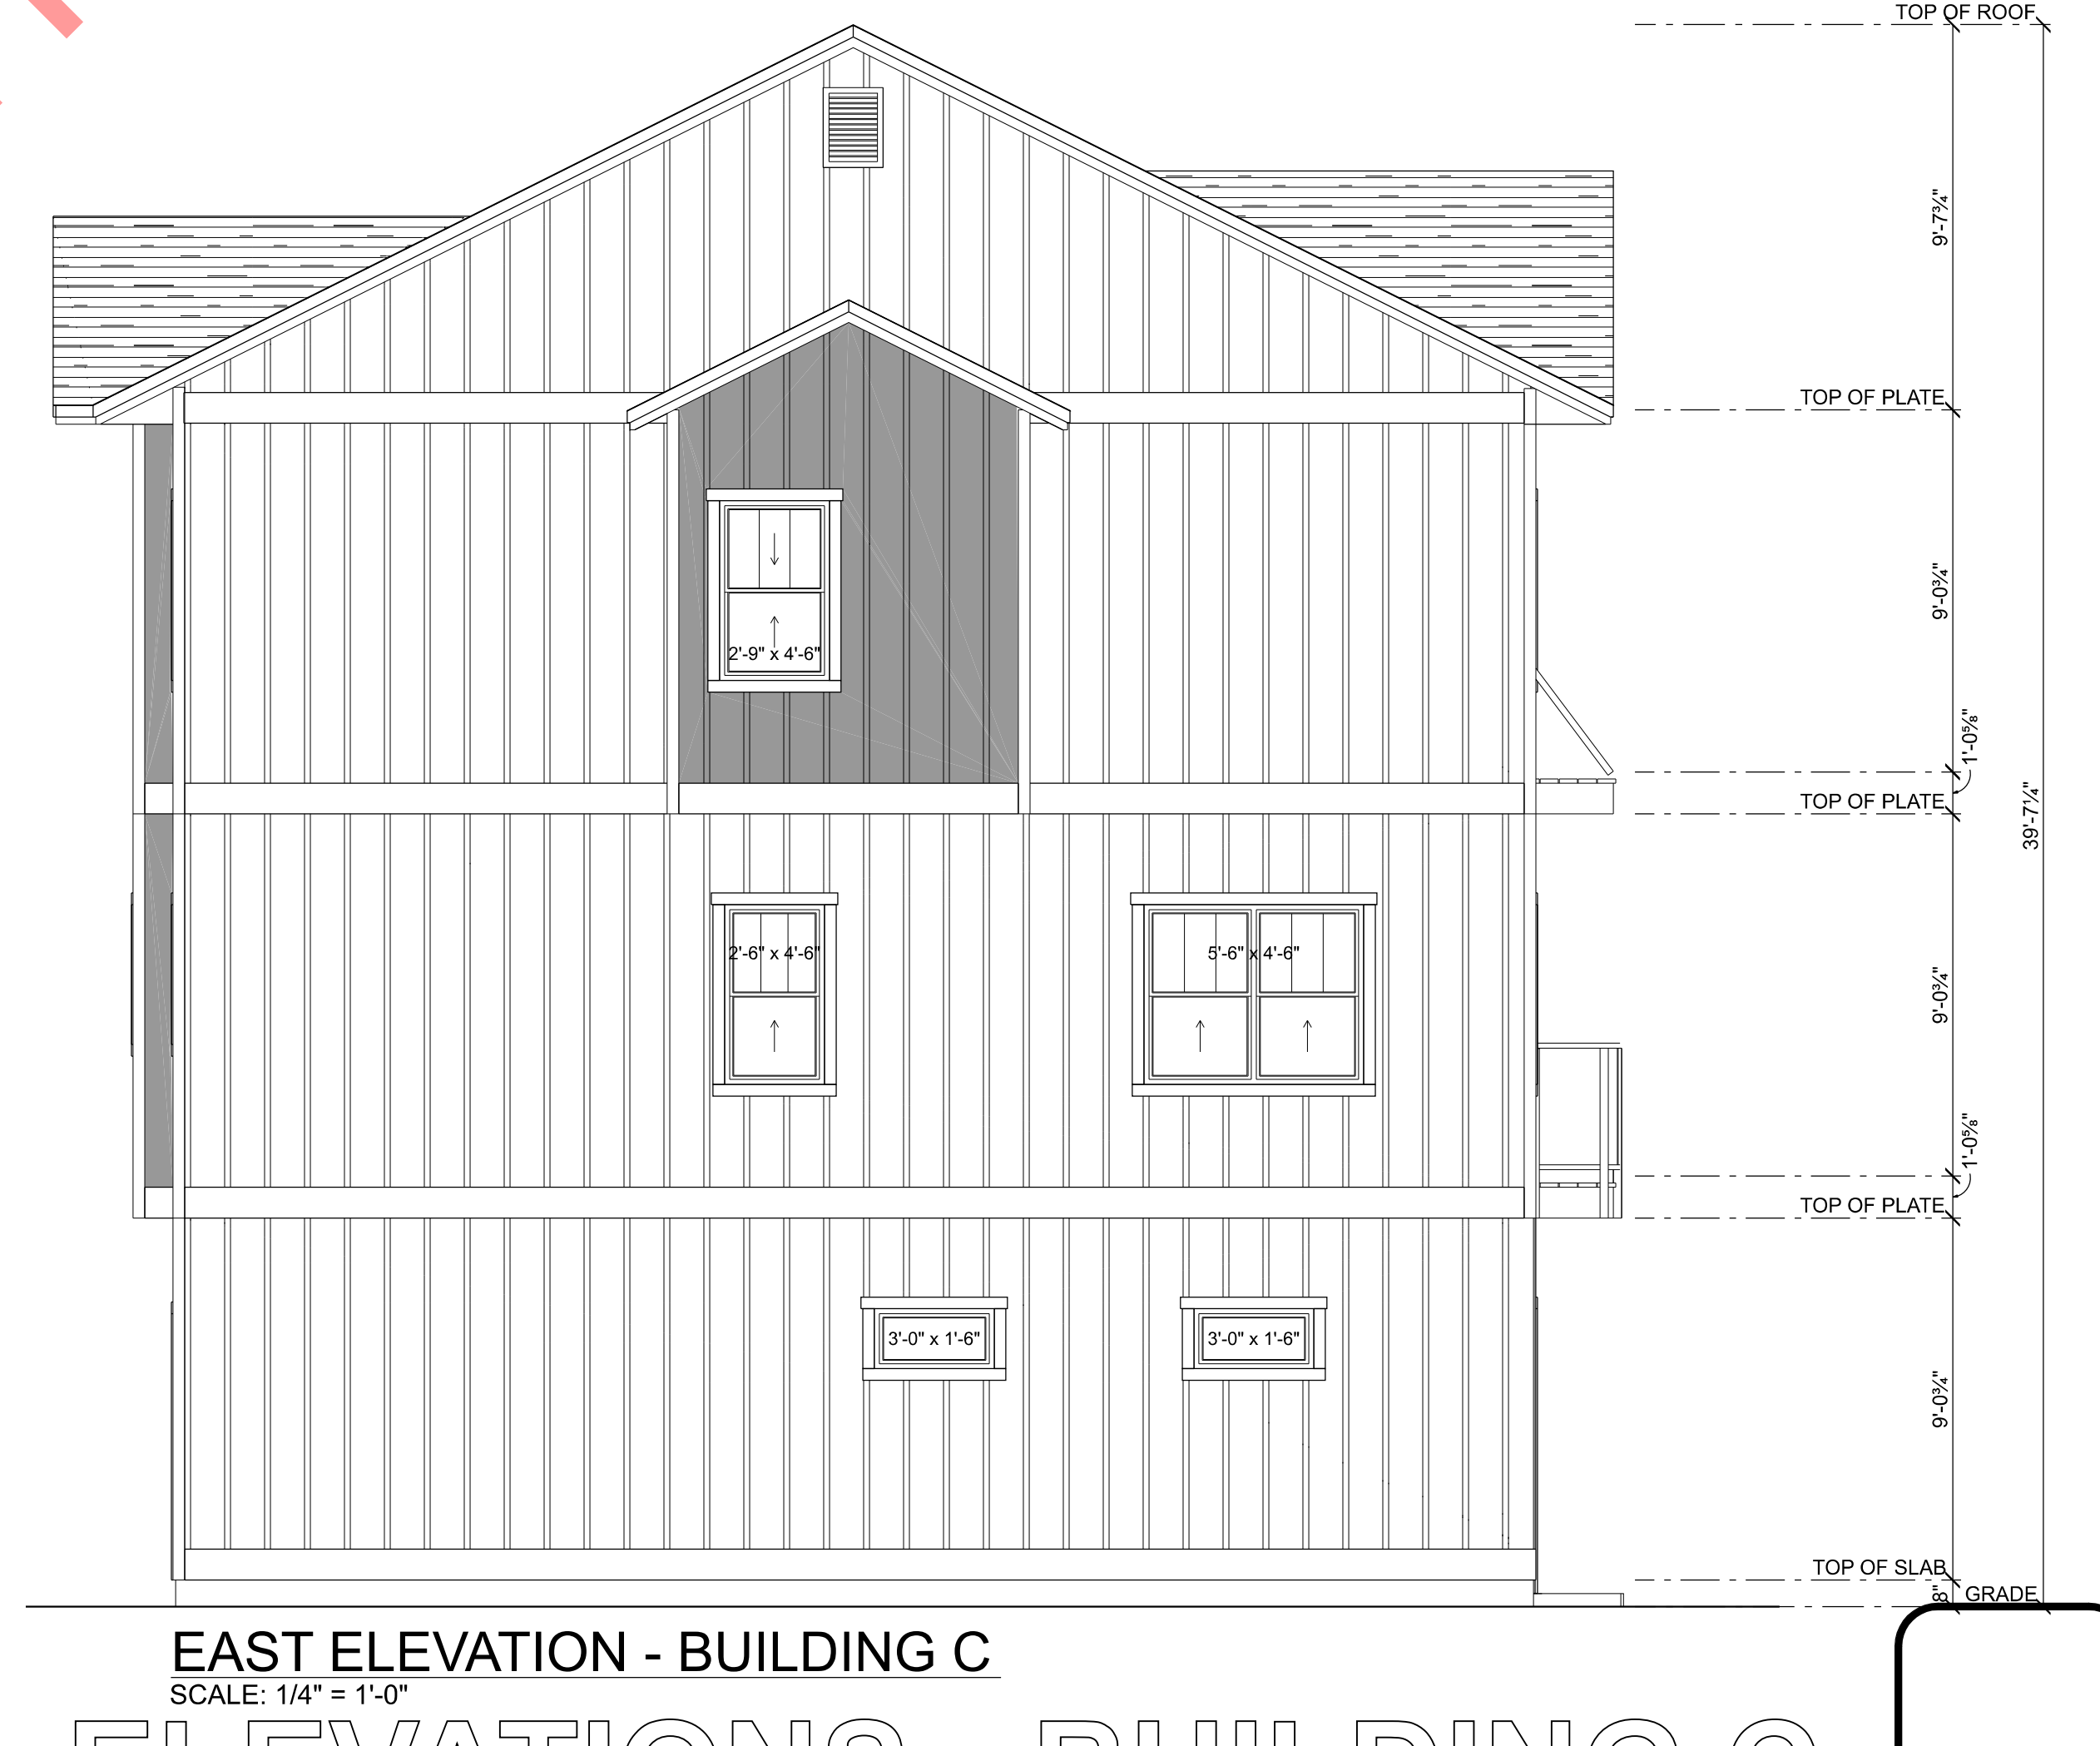 TOP OF ROOF
9'-7¾"
TOP OF PLATE
9'-0¾"
2'-9" x 4'-6"
1'-0⅝"
TOP OF PLATE
39'-7¼"
2'-6" x 4'-6"
5'-6" x 4'-6"
9'-0¾"
1'-0⅝"
TOP OF PLATE
3'-0" x 1'-6"
3'-0" x 1'-6"
9'-0¾"
TOP OF SLAB
8"
GRADE
EAST ELEVATION - BUILDING C
SCALE: 1/4" = 1'-0"
ELEVATIONS - BUILDING C